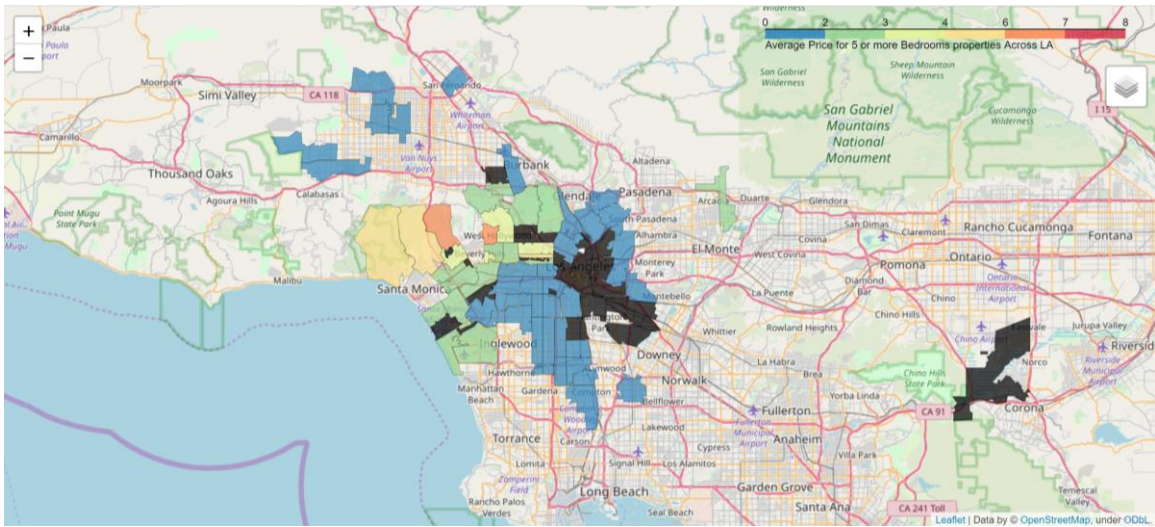 +
−
0 2 3 5 6 7 8
Average Price for 5 or more Bedrooms properties Across LA
Moorpark
Simi Valley
CA 118
San Fernando
Whiteman
Airport
Camarillo
Thousand Oaks
Van Nuys
Airport
Burbank
Calabasas
Agoura Hills
Point Mugu
State Park
Malibu
Santa Monica
Glendale
Altadena
Pasadena
Arcadia
Duarte
Glendora
South Pasadena
Alhambra
El Monte
Monterey
Park
Montebello
West Covina
Covina
San Dimas
Claremont
La Puente
Diamond
Bar
Pomona
Ontario
Rancho Cucamonga
Fontana
Ontario
International
Airport
Chino
Chino Hills
Chino Airport
Eastvale
Jurupa Valley
Norco
Riverside
Riverside
Municipal
Airport
Corona
San Gabriel
Wilderness
Sheep Mountain
Wilderness
Cucamonga
Wilderness
San Gabriel
Mountains
National
Monument
I 15
Whittier
Rowland Heights
La Habra
Brea
Chino Hills
State Park
Yorba Linda
CA 91
Inglewood
Hawthorne
Manhattan
Beach
Gardena
Compton
Lynwood
Downey
Norwalk
Bellflower
Lakewood
Fullerton
Fullerton
Municipal
Airport
Anaheim
Cypress
Villa Park
Torrance
Carson
Lomita
Zamperini
Field
Signal Hill
Los Alamitos
Garden Grove
Rancho Palos
Verdes
Long Beach
Seal Beach
Santa Ana
CA 241 Toll
Temescal
Valley
Leaflet | Data by © OpenStreetMap, under ODbL.